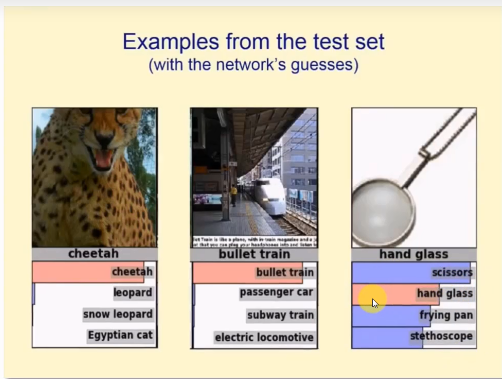 Examples from the test set
(with the network's guesses)
cheetah
cheetah
leopard
snow leopard
Egyptian cat
bullet train
bullet train
passenger car
subway train
electric locomotive
hand glass
scissors
hand glass
frying pan
stethoscope